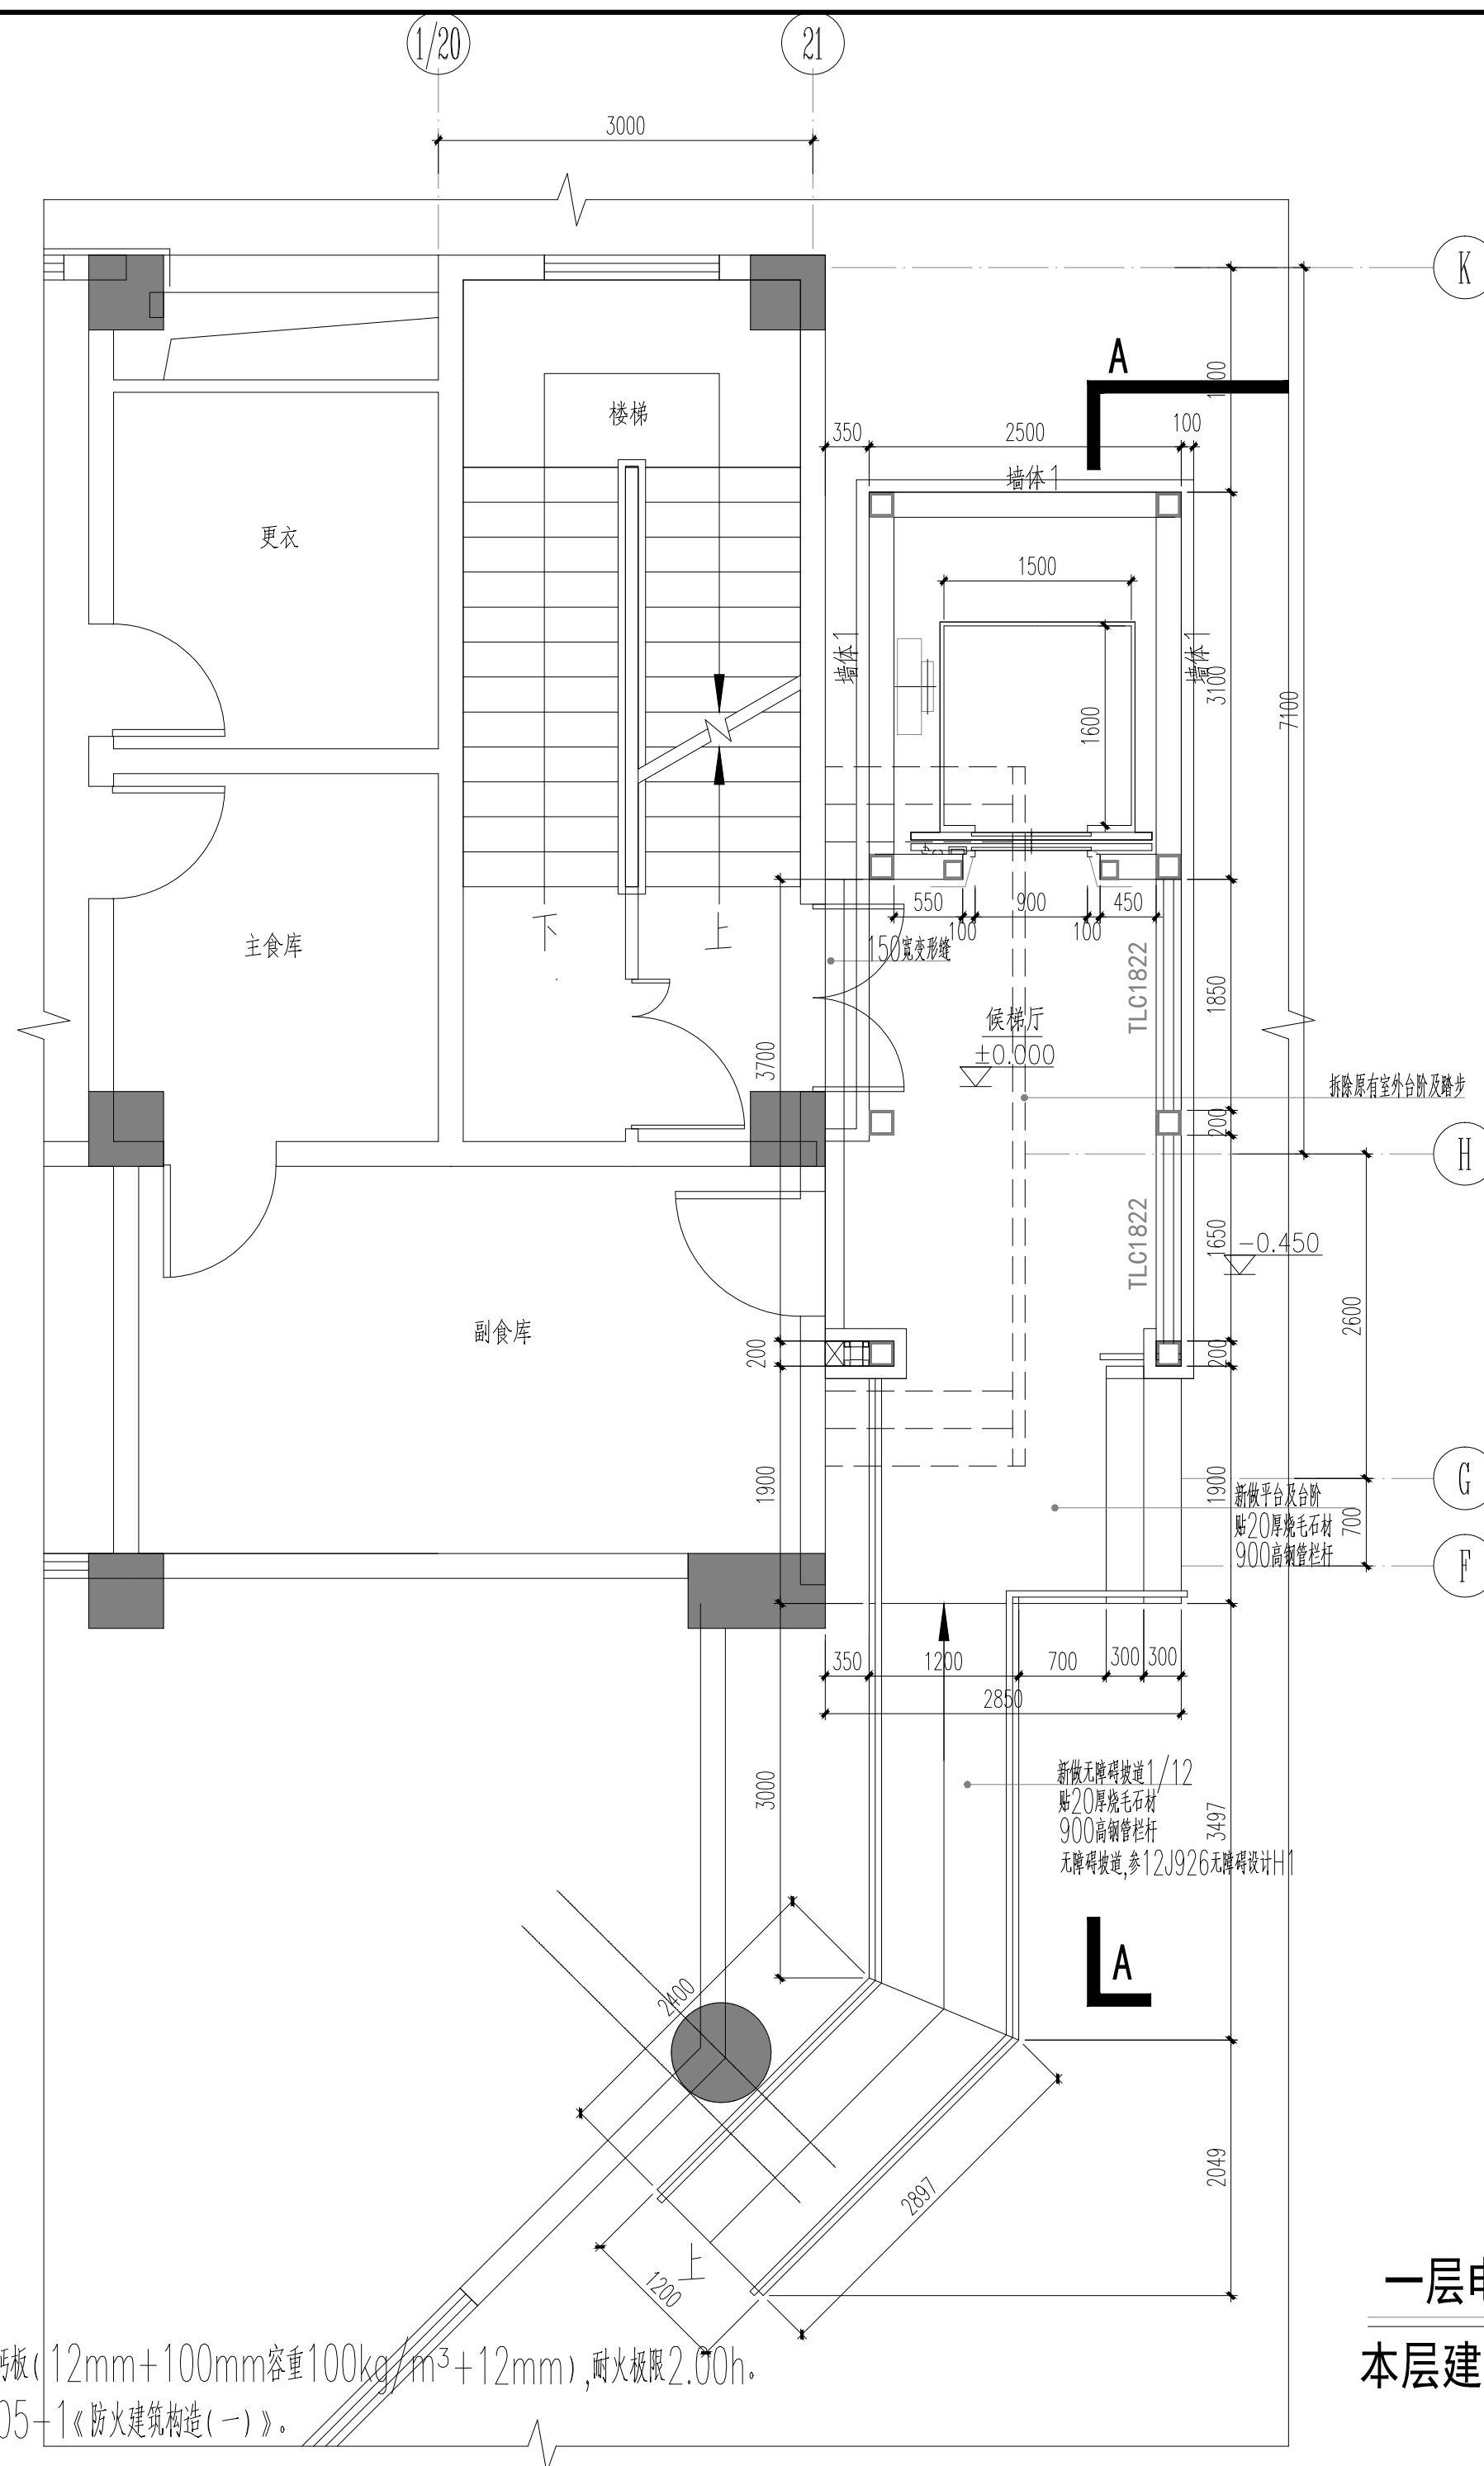 1/20
21
3000
K
A
1800
350
2500
100
墙体1
楼梯
更衣
1500
墙体1
墙体1
3100
7100
1600
550
900
450
100
100
下
上
主食库
150宽变形缝
TLC1822
1850
候梯厅
±0.000
3700
拆除原有室外台阶及踏步
200
H
TLC1822
1650
-0.450
2600
副食库
200
200
G
1900
1900
新做平台及台阶
贴20厚烧毛石材
900高钢管栏杆
700
F
350
1200
700
300
300
2850
3000
新做无障碍坡道1/12
贴20厚烧毛石材
900高钢管栏杆
无障碍坡道,参12J926无障碍设计H1
3497
A
2400
2897
2049
上
1200
一层
钙板(12mm+100mm容重100kg/m³+12mm),耐火极限2.00h。
本层建
05-1《防火建筑构造(一)》。